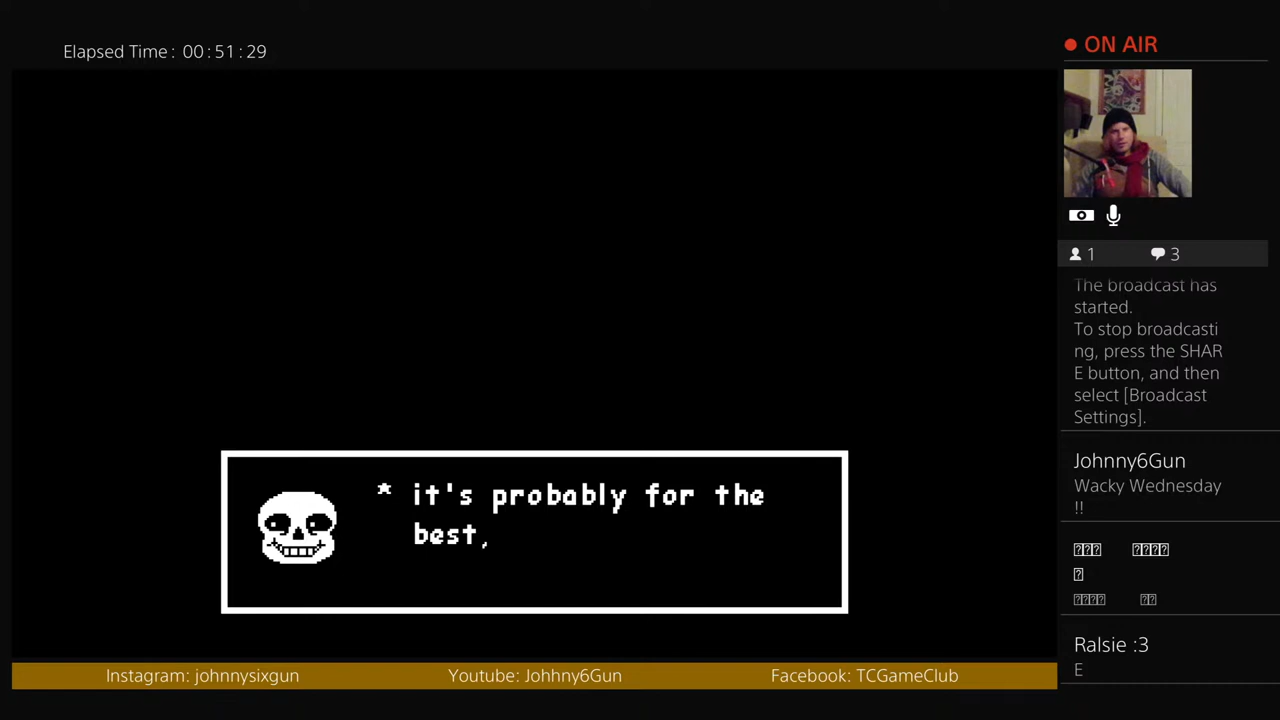 Elapsed Time: 00:51:29
ON AIR
1 3
The broadcast has
started.
To stop broadcasti
ng, press the SHAR
E button, and then
select [Broadcast
Settings].
Johnny6Gun
Wacky Wednesday
!!
Ralsie :3
E
* it's probably for the
best,
Instagram: johnnysixgun Youtube: Johhny6Gun Facebook: TCGameClub